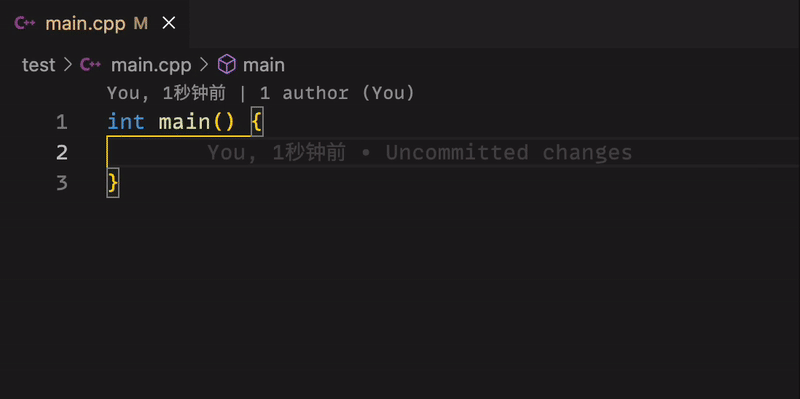 C++ main.cpp M ×
test > C++ main.cpp > main
You, 1秒钟前 | 1 author (You)
1 int main() {
2 You, 1秒钟前 • Uncommitted changes
3 }